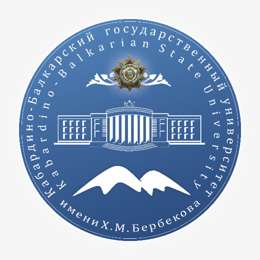 Кабардино-Балкарский государственный университет
Kabardino-Balkarian State University
имени Х.М.Бербекова